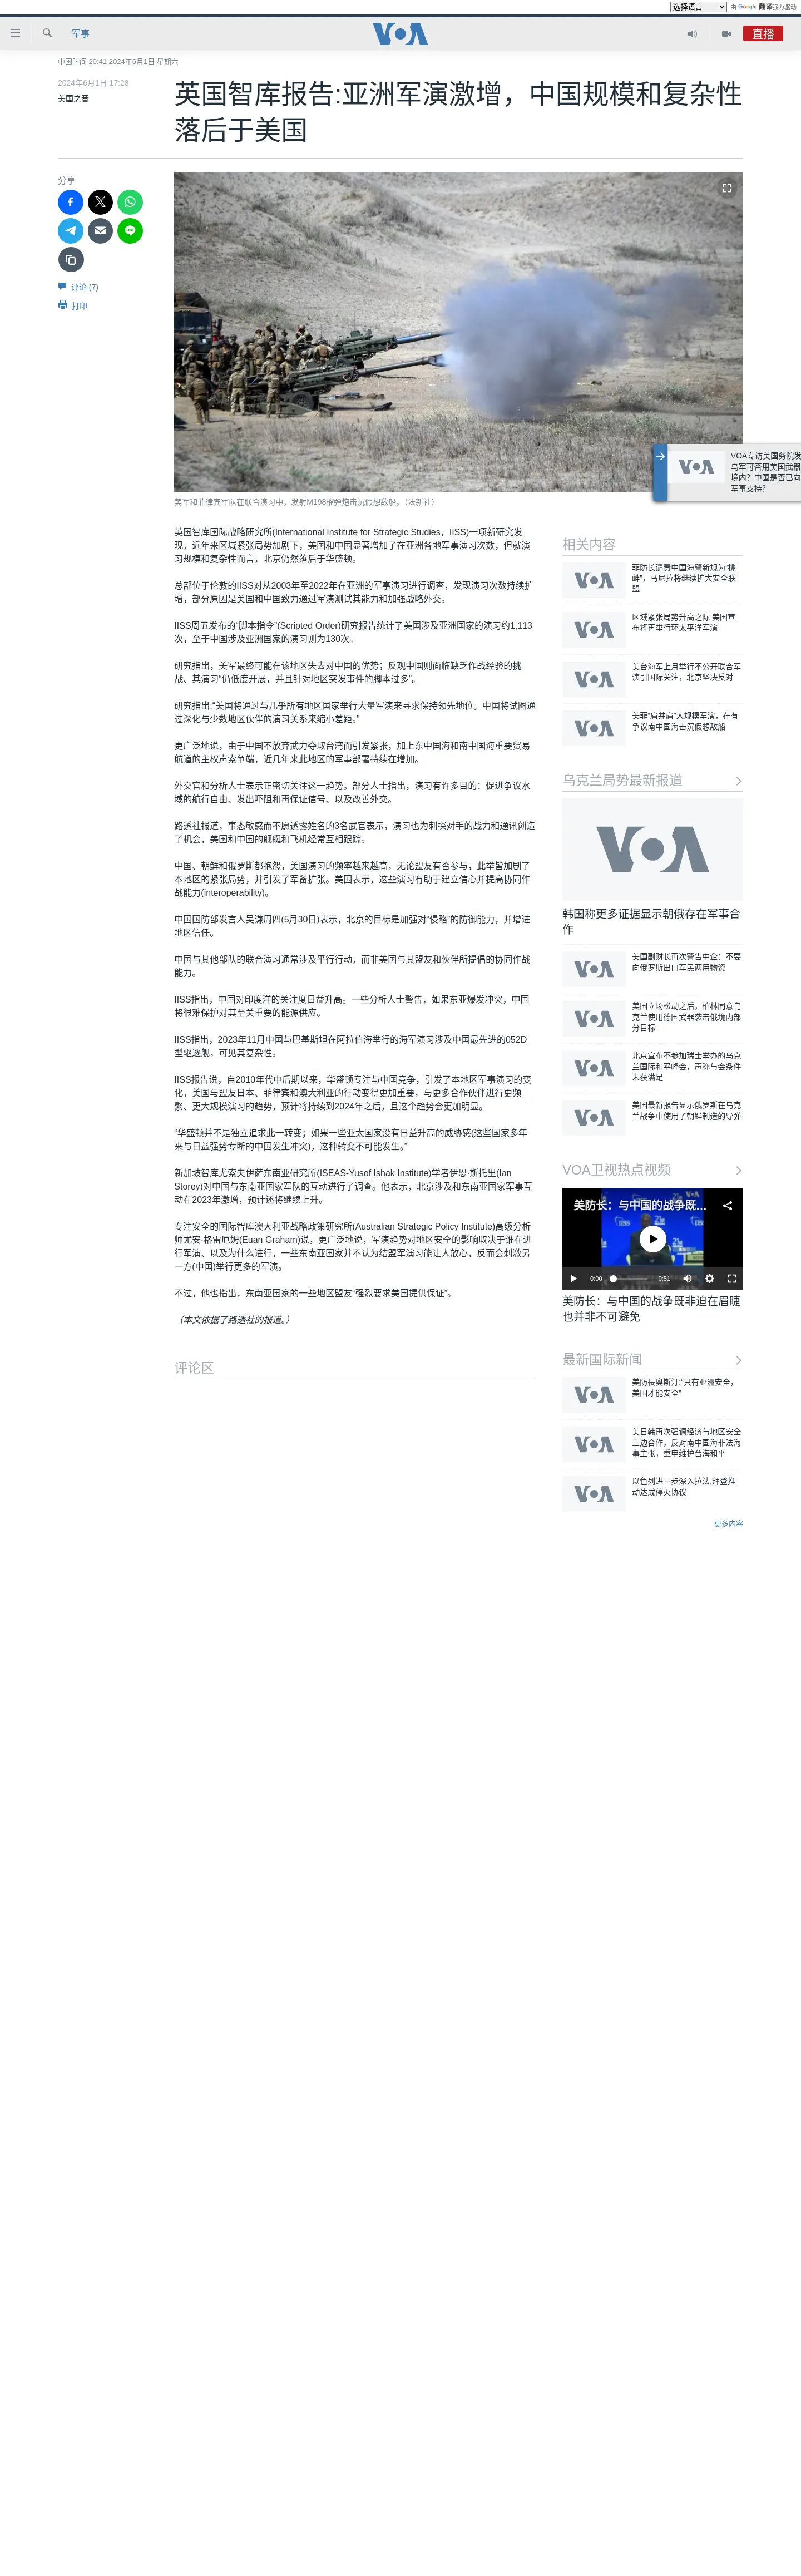 选择语言
由 Google 翻译强力驱动
军事
VOA
直播
中国时间 20:41 2024年6月1日 星期六
2024年6月1日 17:28
美国之音
英国智库报告:亚洲军演激增，中国规模和复杂性
落后于美国
分享
评论 (7)
打印
美军和菲律宾军队在联合演习中，发射M198榴弹炮击沉假想敌船。（法新社）
VOA专访美国务院发
乌军可否用美国武器
境内？中国是否已向
军事支持？
英国智库国际战略研究所(International Institute for Strategic Studies，IISS)一项新研究发
现，近年来区域紧张局势加剧下，美国和中国显著增加了在亚洲各地军事演习次数，但就演
习规模和复杂性而言，北京仍然落后于华盛顿。
总部位于伦敦的IISS对从2003年至2022年在亚洲的军事演习进行调查，发现演习次数持续扩
增，部分原因是美国和中国致力通过军演测试其能力和加强战略外交。
IISS周五发布的“脚本指令”(Scripted Order)研究报告统计了美国涉及亚洲国家的演习约1,113
次，至于中国涉及亚洲国家的演习则为130次。
研究指出，美军最终可能在该地区失去对中国的优势；反观中国则面临缺乏作战经验的挑
战、其演习“仍低度开展，并且针对地区突发事件的脚本过多”。
研究指出:“美国将通过与几乎所有地区国家举行大量军演来寻求保持领先地位。中国将试图通
过深化与少数地区伙伴的演习关系来缩小差距。”
更广泛地说，由于中国不放弃武力夺取台湾而引发紧张，加上东中国海和南中国海重要贸易
航道的主权声索争端，近几年来此地区的军事部署持续在增加。
外交官和分析人士表示正密切关注这一趋势。部分人士指出，演习有许多目的：促进争议水
域的航行自由、发出吓阻和再保证信号、以及改善外交。
路透社报道，事态敏感而不愿透露姓名的3名武官表示，演习也为刺探对手的战力和通讯创造
了机会，美国和中国的舰艇和飞机经常互相跟踪。
中国、朝鲜和俄罗斯都抱怨，美国演习的频率越来越高，无论盟友有否参与，此举皆加剧了
本地区的紧张局势，并引发了军备扩张。美国表示，这些演习有助于建立信心并提高协同作
战能力(interoperability)。
中国国防部发言人吴谦周四(5月30日)表示，北京的目标是加强对“侵略”的防御能力，并增进
地区信任。
中国与其他部队的联合演习通常涉及平行行动，而非美国与其盟友和伙伴所提倡的协同作战
能力。
IISS指出，中国对印度洋的关注度日益升高。一些分析人士警告，如果东亚爆发冲突，中国
将很难保护对其至关重要的能源供应。
IISS指出，2023年11月中国与巴基斯坦在阿拉伯海举行的海军演习涉及中国最先进的052D
型驱逐舰，可见其复杂性。
IISS报告说，自2010年代中后期以来，华盛顿专注与中国竞争，引发了本地区军事演习的变
化，美国与盟友日本、菲律宾和澳大利亚的行动变得更加重要，与更多合作伙伴进行更频
繁、更大规模演习的趋势，预计将持续到2024年之后，且这个趋势会更加明显。
“华盛顿并不是独立追求此一转变；如果一些亚太国家没有日益升高的威胁感(这些国家多年
来与日益强势专断的中国发生冲突)，这种转变不可能发生。”
新加坡智库尤索夫伊萨东南亚研究所(ISEAS-Yusof Ishak Institute)学者伊恩·斯托里(Ian
Storey)对中国与东南亚国家军队的互动进行了调查。他表示，北京涉及和东南亚国家军事互
动在2023年激增，预计还将继续上升。
专注安全的国际智库澳大利亚战略政策研究所(Australian Strategic Policy Institute)高级分析
师尤安·格雷厄姆(Euan Graham)说，更广泛地说，军演趋势对地区安全的影响取决于谁在进
行军演、以及为什么进行，一些东南亚国家并不认为结盟军演习能让人放心，反而会刺激另
一方(中国)举行更多的军演。
不过，他也指出，东南亚国家的一些地区盟友“强烈要求美国提供保证”。
（本文依据了路透社的报道。）
评论区
相关内容
菲防长谴责中国海警新规为“挑
衅”，马尼拉将继续扩大安全联
盟
区域紧张局势升高之际 美国宣
布将再举行环太平洋军演
美台海军上月举行不公开联合军
演引国际关注，北京坚决反对
美菲“肩并肩”大规模军演，在有
争议南中国海击沉假想敌船
乌克兰局势最新报道
韩国称更多证据显示朝俄存在军事合
作
美国副财长再次警告中企：不要
向俄罗斯出口军民两用物资
美国立场松动之后，柏林同意乌
克兰使用德国武器袭击俄境内部
分目标
北京宣布不参加瑞士举办的乌克
兰国际和平峰会，声称与会条件
未获满足
美国最新报告显示俄罗斯在乌克
兰战争中使用了朝鲜制造的导弹
VOA卫视热点视频
美防长：与中国的战争既...
0:00
0:51
美防长：与中国的战争既非迫在眉睫
也并非不可避免
最新国际新闻
美防長奥斯汀:"只有亚洲安全，
美国才能安全"
美日韩再次强调经济与地区安全
三边合作，反对南中国海非法海
事主张，重申维护台海和平
以色列进一步深入拉法,拜登推
动达成停火协议
更多内容